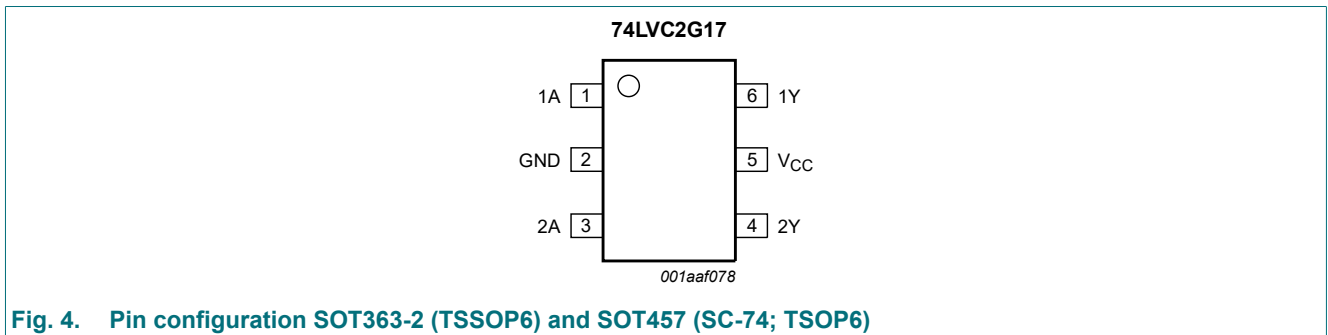 74LVC2G17
1A 1 6 1Y
GND 2 5 VCC
2A 3 4 2Y
001aaf078
Fig. 4. Pin configuration SOT363-2 (TSSOP6) and SOT457 (SC-74; TSOP6)